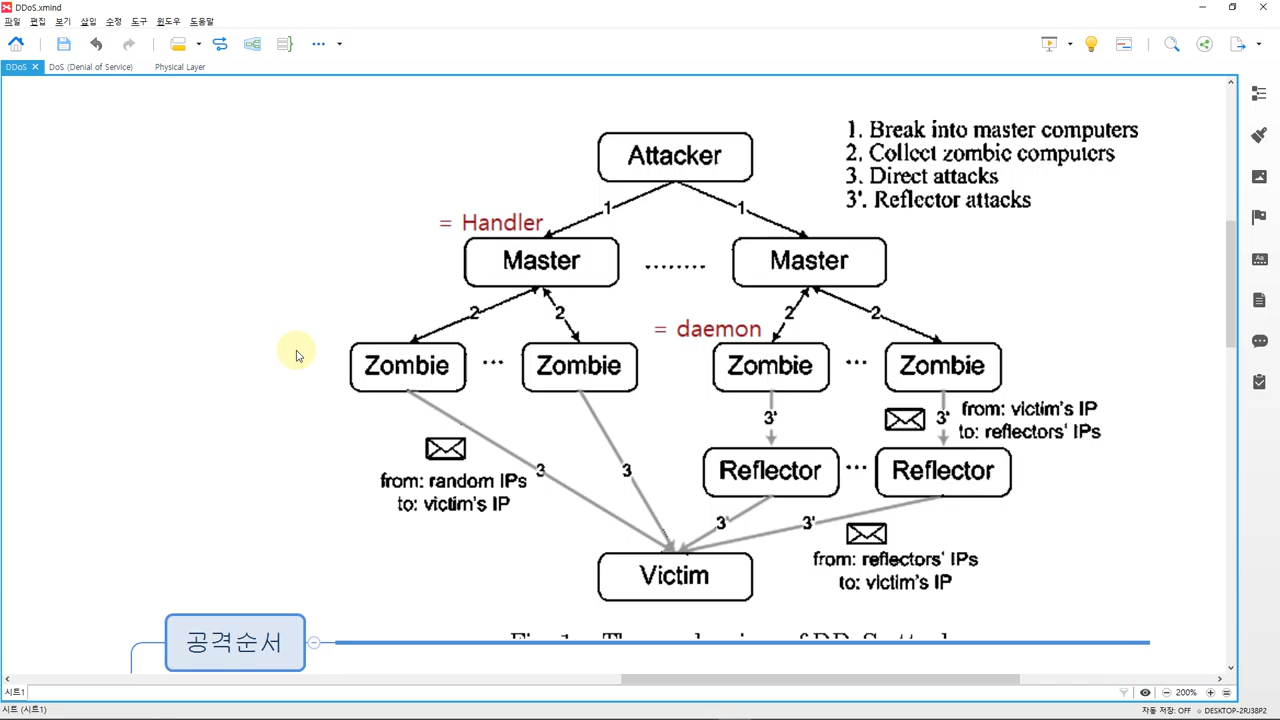 DDoS.xmind
파일 편집 보기 삽입 수정 도구 윈도우 도움말
DDoS DoS (Denial of Service) Physical Layer
1. Break into master computers
2. Collect zombie computers
3. Direct attacks
3'. Reflector attacks
Attacker
1 1
= Handler
Master ........ Master
2 2 2 2
= daemon
Zombie ... Zombie Zombie ... Zombie
3' 3' from: victim's IP
to: reflectors' IPs
3 3 Reflector ... Reflector
from: random IPs
to: victim's IP
3' 3'
from: reflectors' IPs
to: victim's IP
Victim
공격순서
시트1
200%
시트 (시트1)
자동 저장: OFF DESKTOP-2RJ38P2